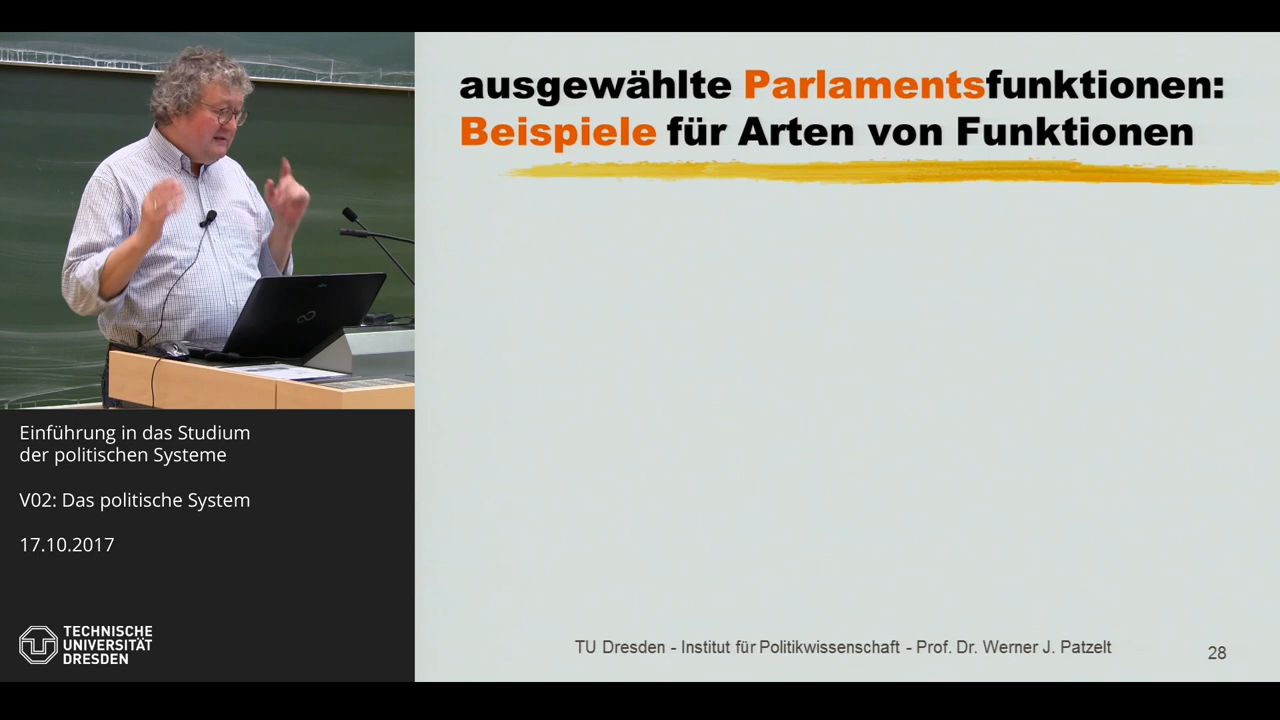 ausgewählte Parlamentsfunktionen:
Beispiele für Arten von Funktionen
Einführung in das Studium
der politischen Systeme
V02: Das politische System
17.10.2017
TECHNISCHE
UNIVERSITÄT
DRESDEN
TU Dresden - Institut für Politikwissenschaft - Prof. Dr. Werner J. Patzelt
28